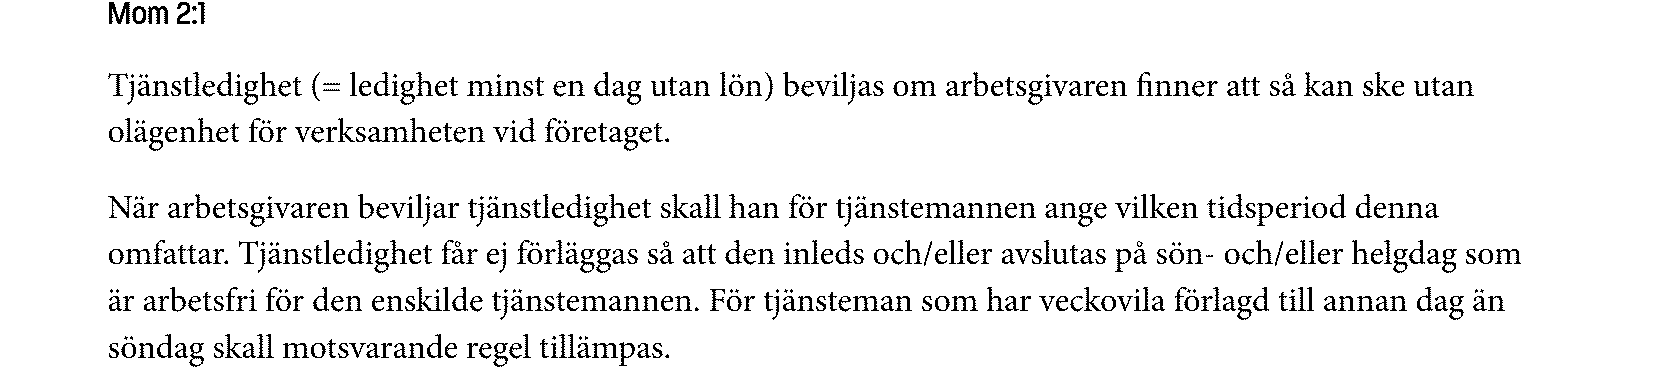 Mom 2:1
Tjänstledighet (= ledighet minst en dag utan lön) beviljas om arbetsgivaren finner att så kan ske utan
olägenhet för verksamheten vid företaget.
När arbetsgivaren beviljar tjänstledighet skall han för tjänstemannen ange vilken tidsperiod denna
omfattar. Tjänstledighet får ej förläggas så att den inleds och/eller avslutas på sön- och/eller helgdag som
är arbetsfri för den enskilde tjänstemannen. För tjänsteman som har veckovila förlagd till annan dag än
söndag skall motsvarande regel tillämpas.